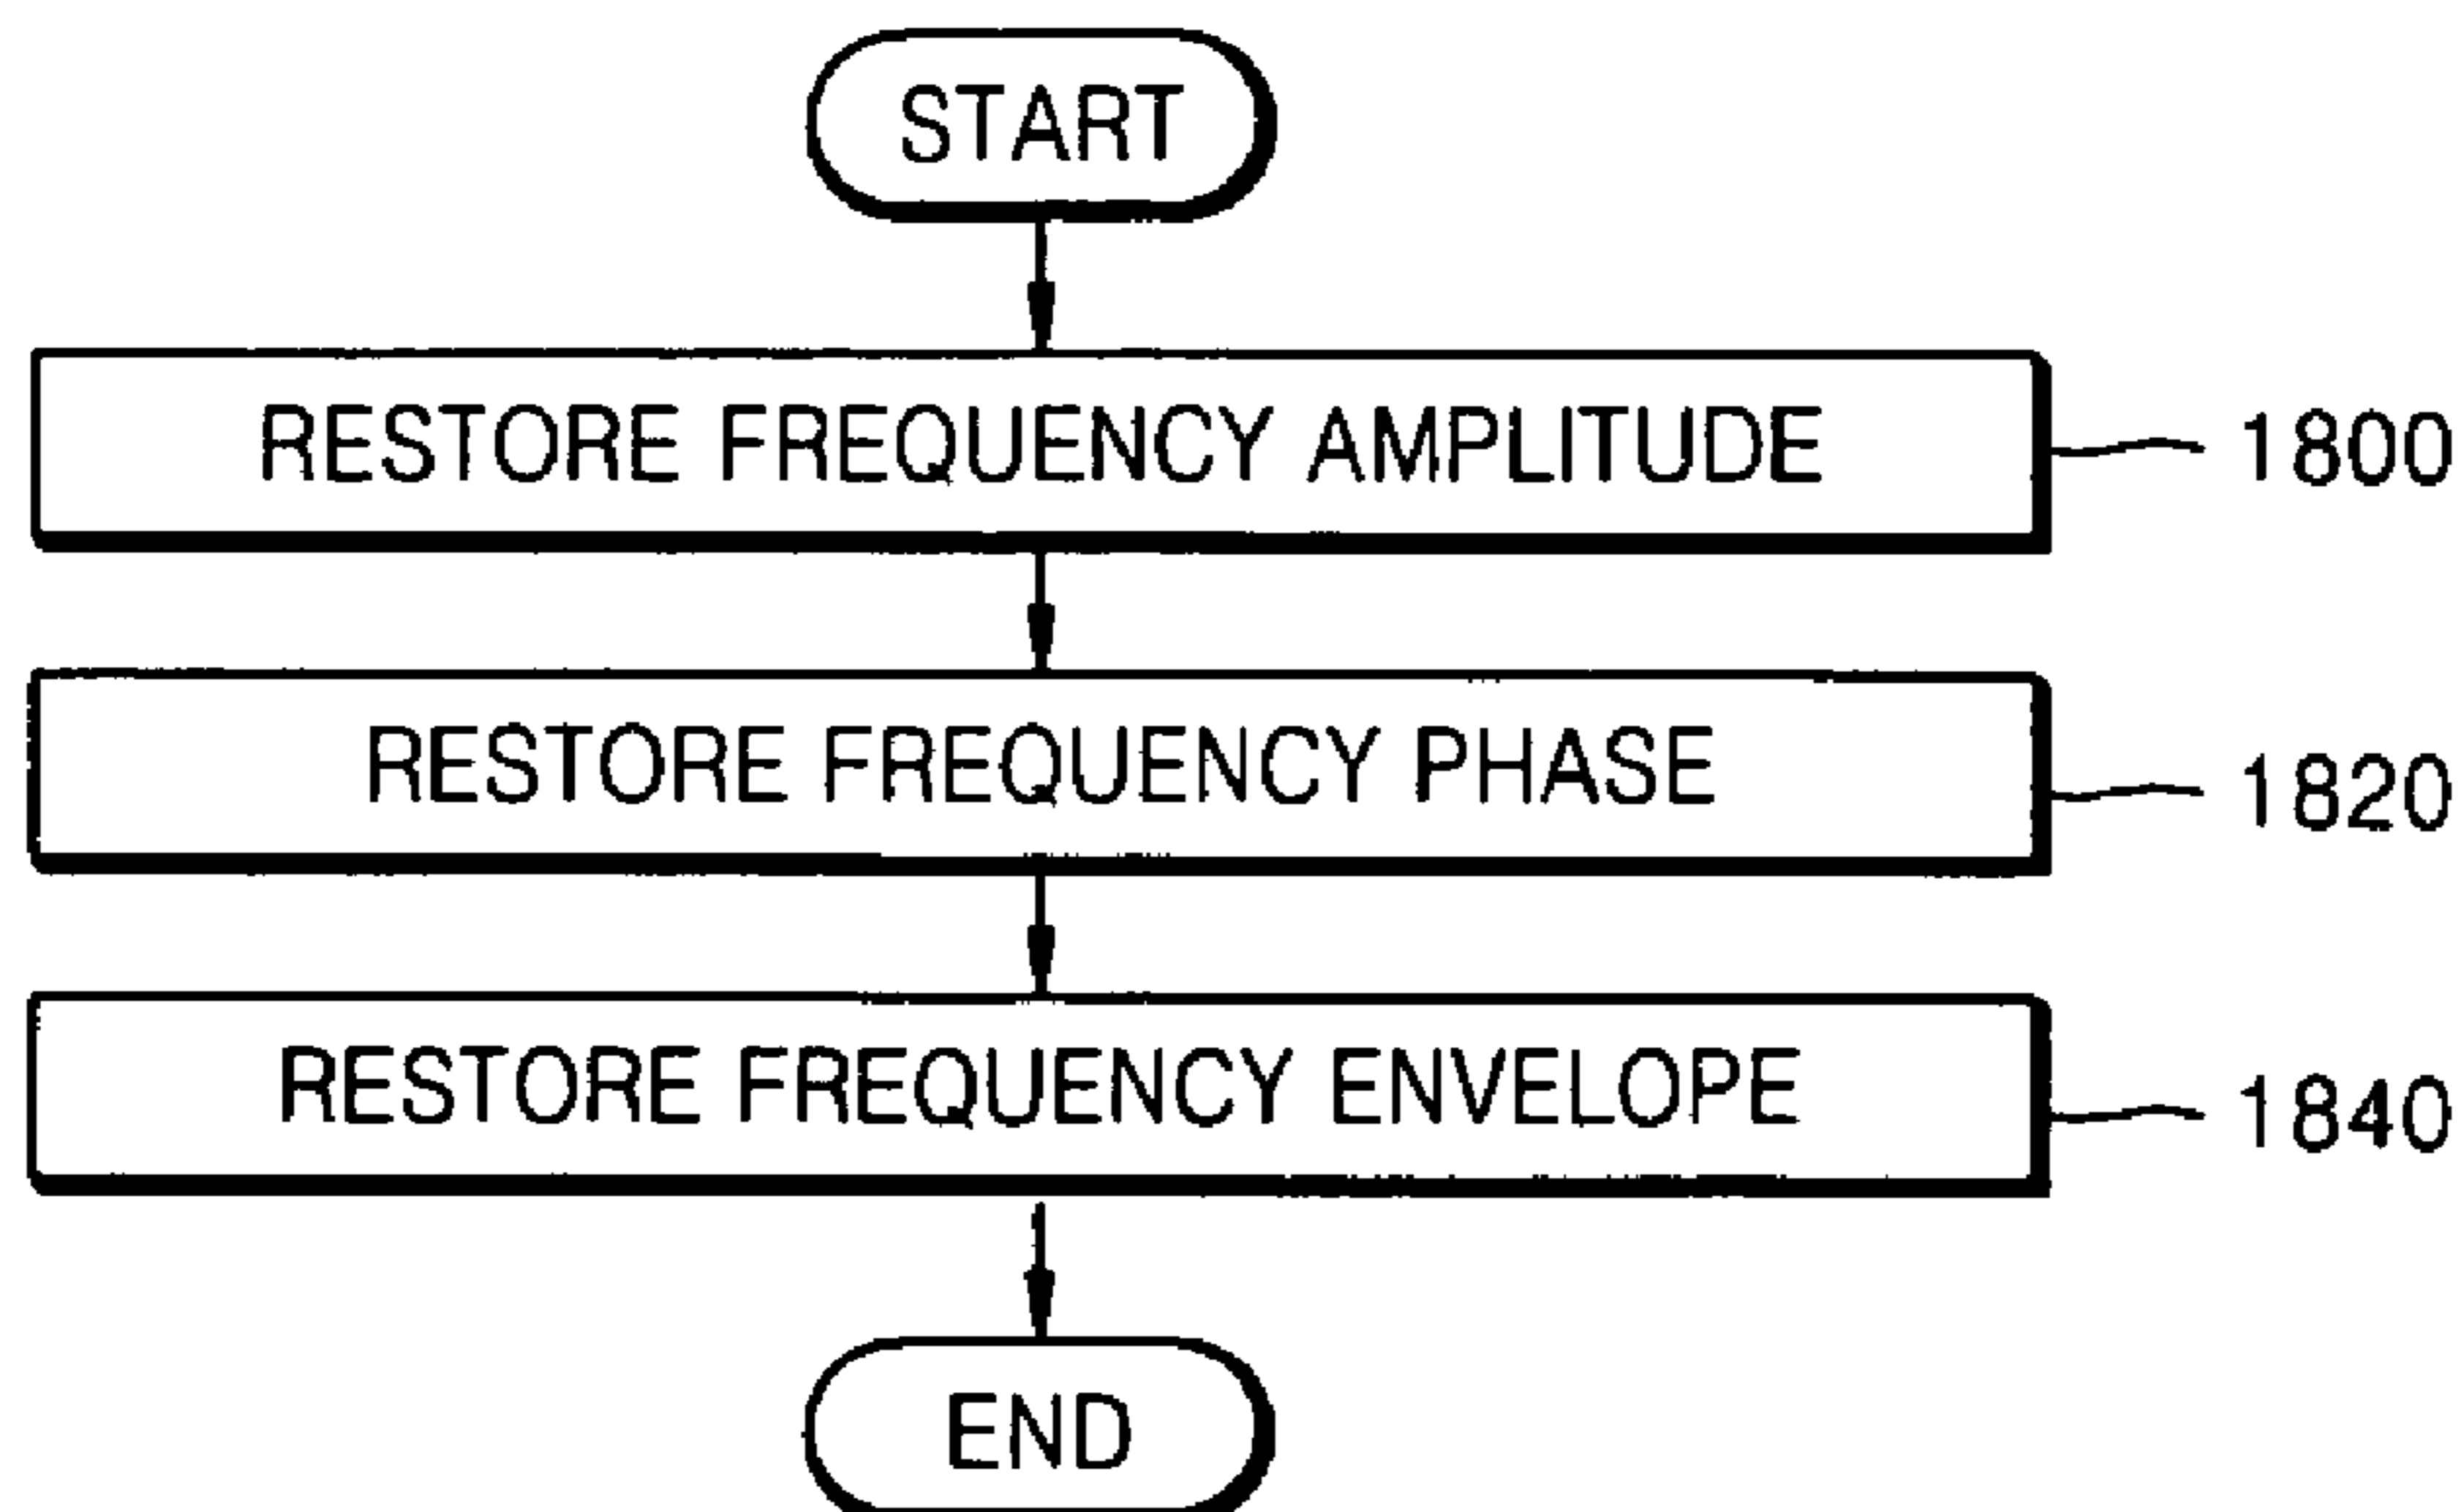 START
RESTORE FREQUENCY AMPLITUDE
1800
RESTORE FREQUENCY PHASE
1820
RESTORE FREQUENCY ENVELOPE
1840
END